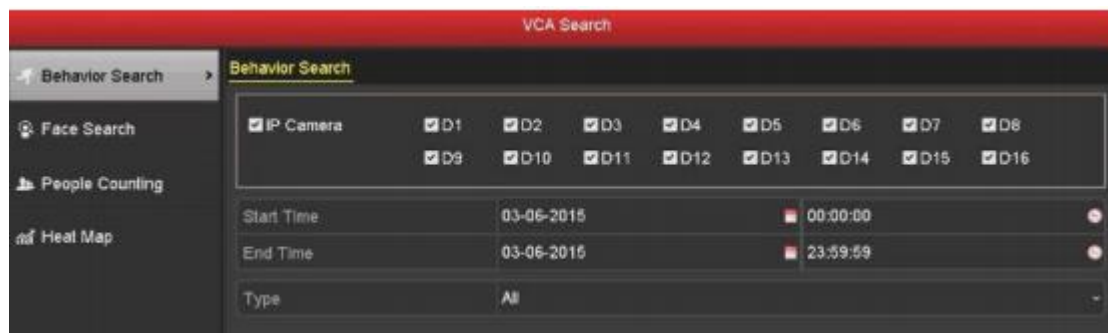 VCA Search
Behavior Search
Face Search
People Counting
Heat Map
Behavior Search
IP Camera D1 D2 D3 D4 D5 D6 D7 D8
D9 D10 D11 D12 D13 D14 D15 D16
Start Time 03-06-2015 00:00:00
End Time 03-06-2015 23:59:59
Type All